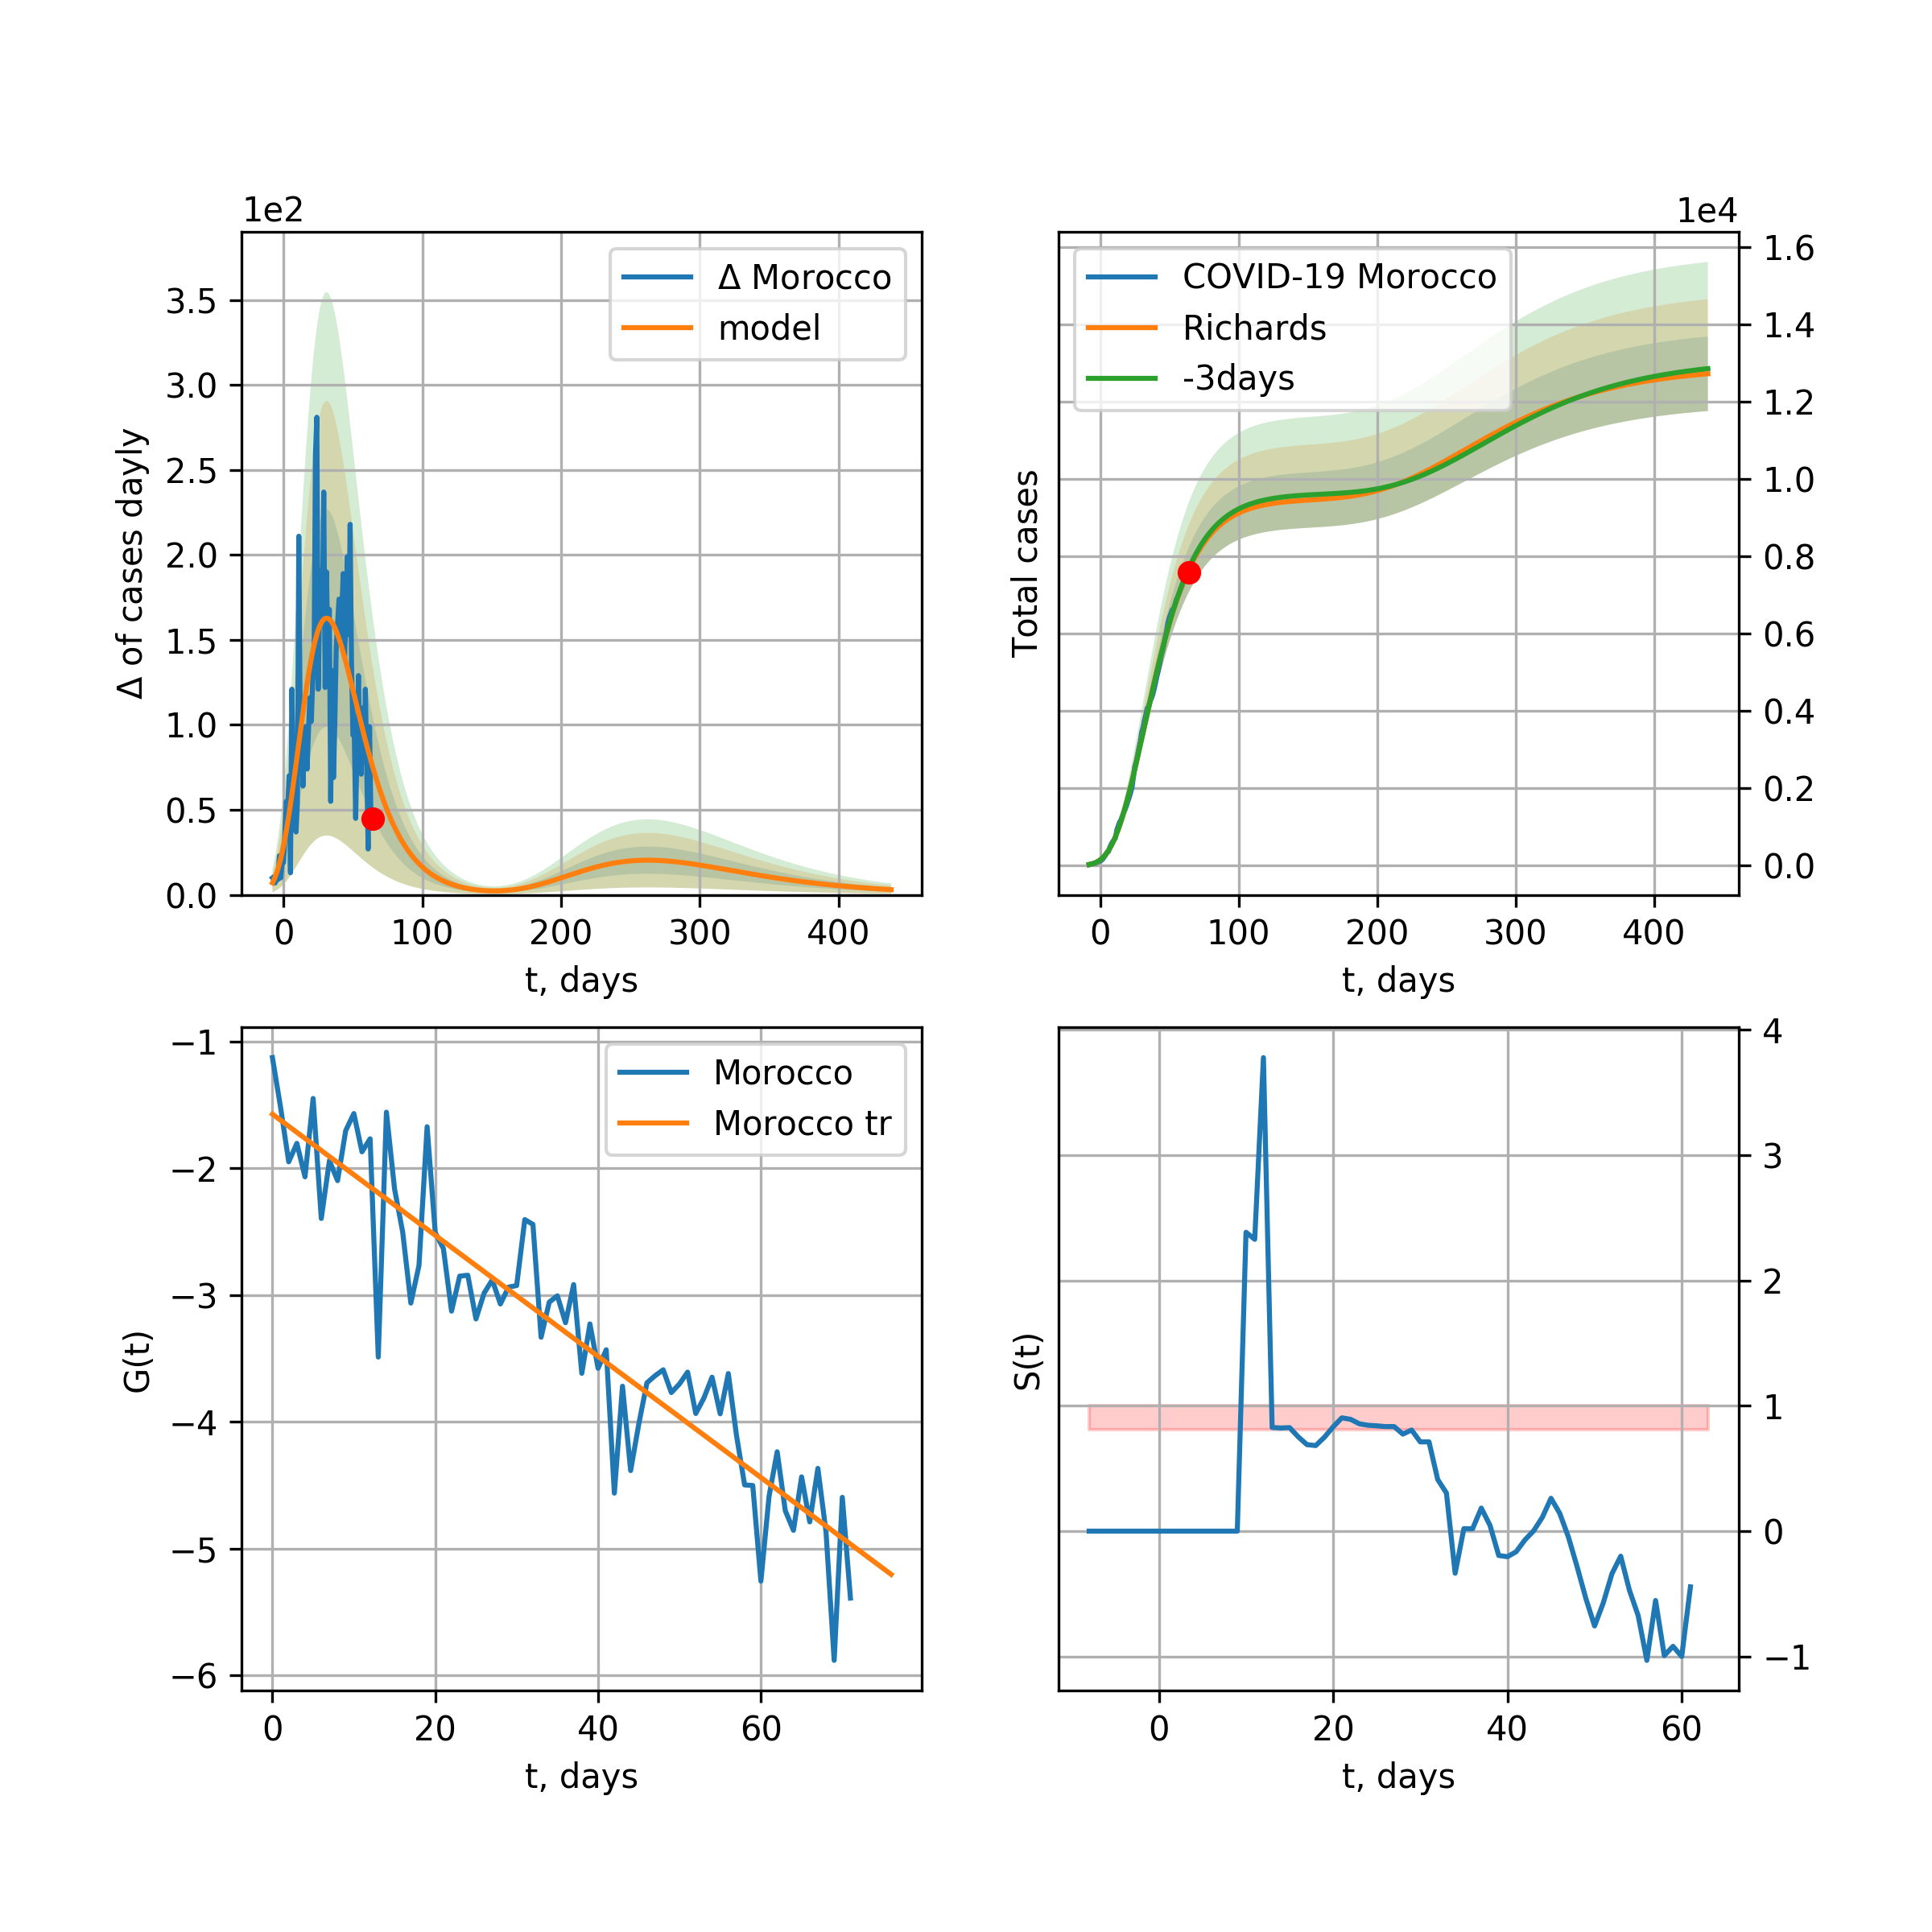 1e2
Δ Morocco
model
3.5
3.0
2.5
2.0
1.5
1.0
0.5
0.0
Δ of cases dayly
0 100 200 300 400
t, days
1e4
COVID-19 Morocco
Richards
-3days
1.6
1.4
1.2
1.0
0.8
0.6
0.4
0.2
0.0
Total cases
0 100 200 300 400
t, days
Morocco
Morocco tr
−1
−2
−3
−4
−5
−6
G(t)
0 20 40 60
t, days
4
3
2
1
0
−1
S(t)
0 20 40 60
t, days